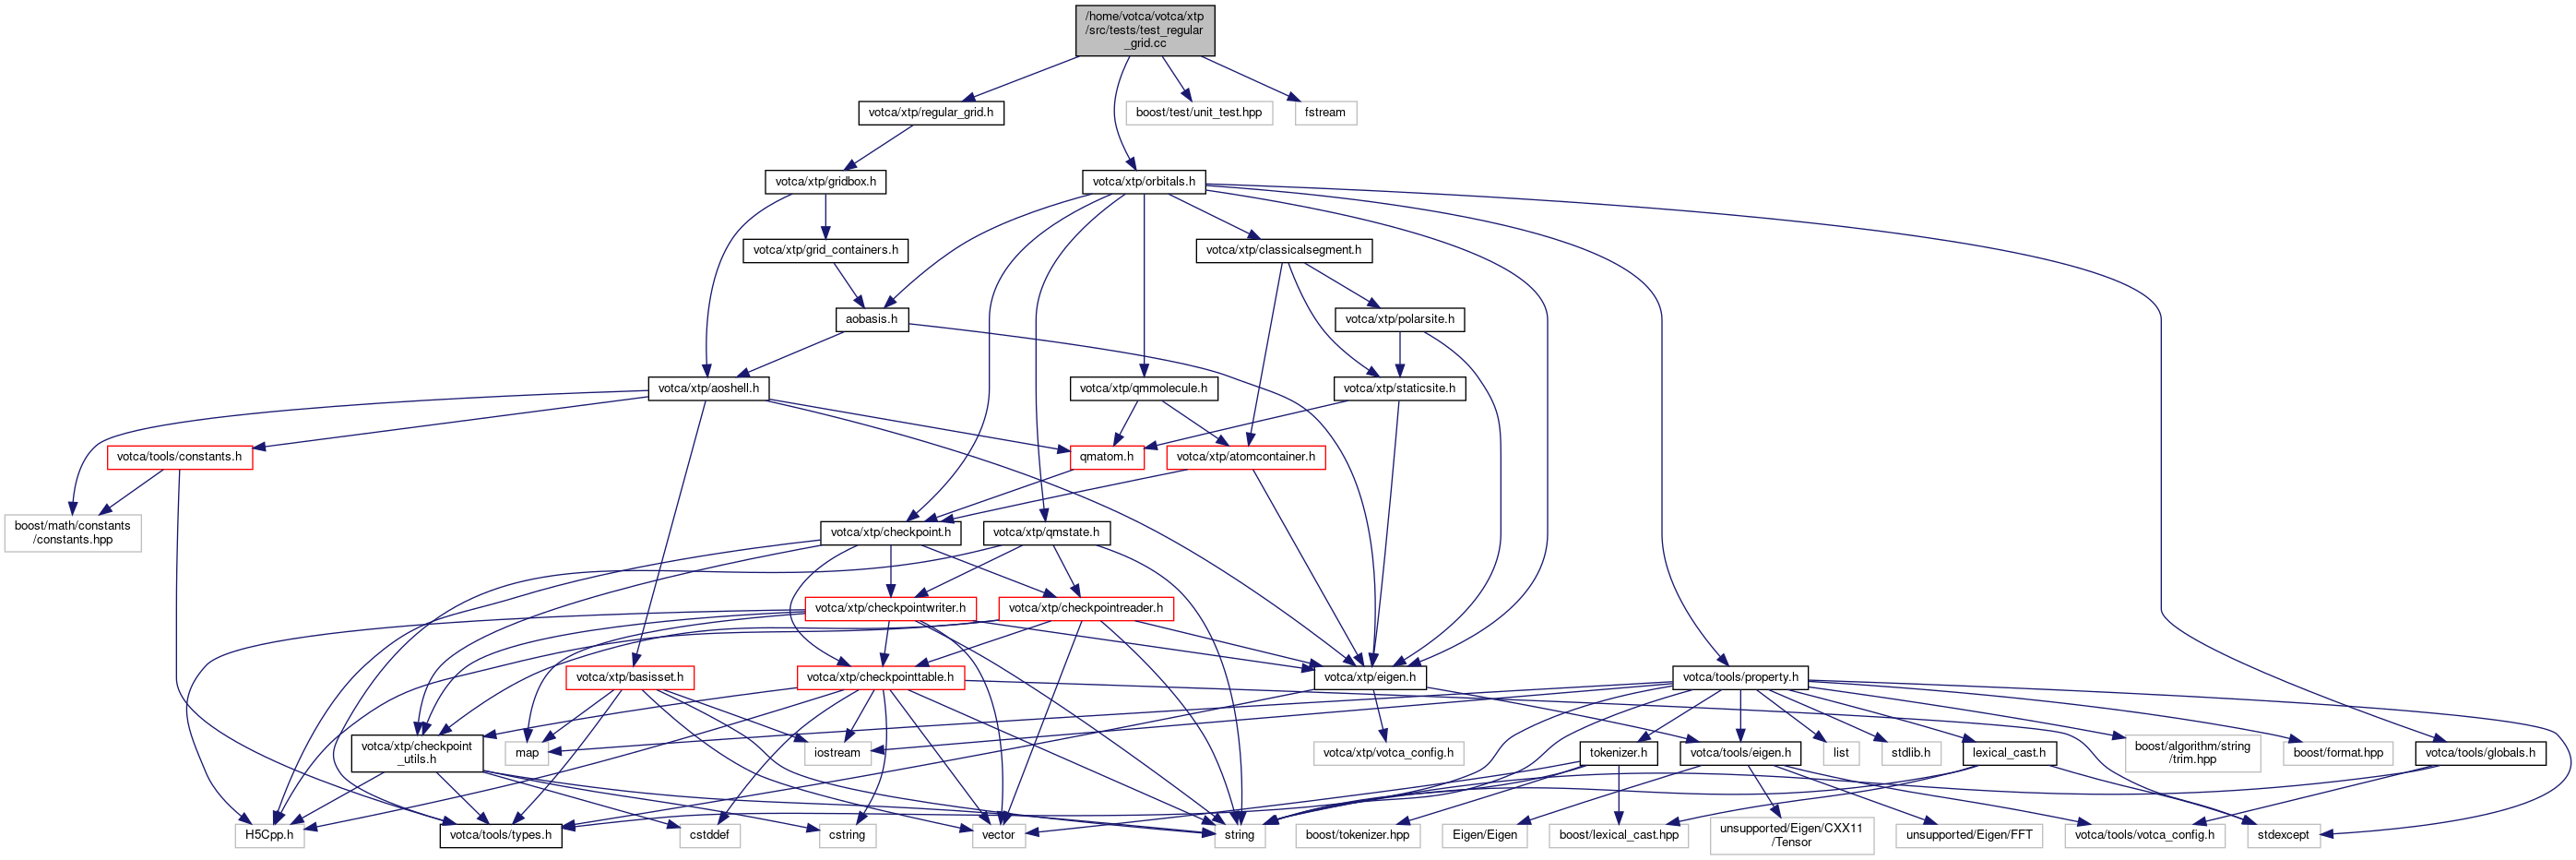 /home/votca/votca/xtp
/src/tests/test_regular
_grid.cc
votca/xtp/regular_grid.h
boost/test/unit_test.hpp
fstream
votca/xtp/gridbox.h
votca/xtp/orbitals.h
votca/xtp/grid_containers.h
votca/xtp/classicalsegment.h
aobasis.h
votca/xtp/polarsite.h
votca/xtp/aoshell.h
votca/xtp/qmmolecule.h
votca/xtp/staticsite.h
votca/tools/constants.h
qmatom.h
votca/xtp/atomcontainer.h
boost/math/constants
/constants.hpp
votca/xtp/checkpoint.h
votca/xtp/qmstate.h
votca/xtp/checkpointwriter.h
votca/xtp/checkpointreader.h
votca/xtp/basisset.h
votca/xtp/checkpointtable.h
votca/xtp/eigen.h
votca/tools/property.h
votca/xtp/checkpoint
_utils.h
map
iostream
votca/xtp/votca_config.h
tokenizer.h
votca/tools/eigen.h
list
stdlib.h
lexical_cast.h
boost/algorithm/string
/trim.hpp
boost/format.hpp
votca/tools/globals.h
H5Cpp.h
votca/tools/types.h
cstddef
cstring
vector
string
boost/tokenizer.hpp
Eigen/Eigen
boost/lexical_cast.hpp
unsupported/Eigen/CXX11
/Tensor
unsupported/Eigen/FFT
votca/tools/votca_config.h
stdexcept